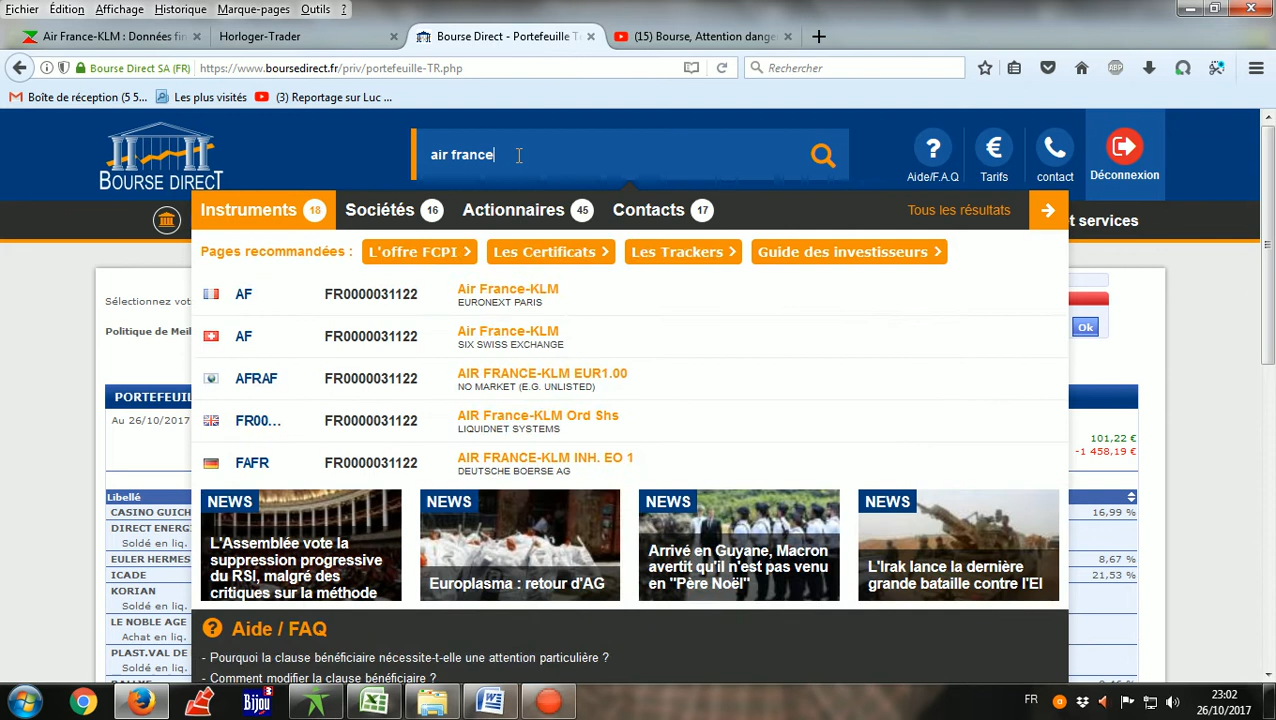 Fichier Édition Affichage Historique Marque-pages Outils ?
Air France-KLM : Données fin
Horloger-Trader
Bourse Direct - Portefeuille T
(15) Bourse, Attention dange
Bourse Direct SA (FR)
https://www.boursedirect.fr/priv/portefeuille-TR.php
Rechercher
ABP
Boîte de réception (5 5...
Les plus visités
(3) Reportage sur Luc ...
BOURSE DIRECT
air france
Aide/F.A.Q
€
Tarifs
contact
Déconnexion
Instruments 18
Sociétés 16
Actionnaires 45
Contacts 17
Tous les résultats
et services
Pages recommandées :
L'offre FCPI
Les Certificats
Les Trackers
Guide des investisseurs
AF FR0000031122 Air France-KLM
EURONEXT PARIS
AF FR0000031122 Air France-KLM
SIX SWISS EXCHANGE
AFRAF FR0000031122 AIR FRANCE-KLM EUR1.00
NO MARKET (E.G. UNLISTED)
FR00... FR0000031122 AIR France-KLM Ord Shs
LIQUIDNET SYSTEMS
FAFR FR0000031122 AIR FRANCE-KLM INH. EO 1
DEUTSCHE BOERSE AG
Sélectionnez vot
Politique de Meil
Ok
PORTEFEUIL
Au 26/10/2017
101,22 €
-1 458,19 €
Libellé
CASINO GUICH
16,99 %
DIRECT ENERG
Soldé en liq.
EULER HERMES
8,67 %
ICADE
21,53 %
KORIAN
Soldé en liq.
LE NOBLE AGE
Achat en liq.
PLAST.VAL DE
Soldé en liq.
NEWS
L'Assemblée vote la
suppression progressive
du RSI, malgré des
critiques sur la méthode
NEWS
Europlasma : retour d'AG
NEWS
Arrivé en Guyane, Macron
avertit qu'il n'est pas venu
en "Père Noël"
NEWS
L'Irak lance la dernière
grande bataille contre l'EI
Aide / FAQ
- Pourquoi la clause bénéficiaire nécessite-t-elle une attention particulière ?
- Comment modifier la clause bénéficiaire ?
Bijou 3
FR
23:02
26/10/2017